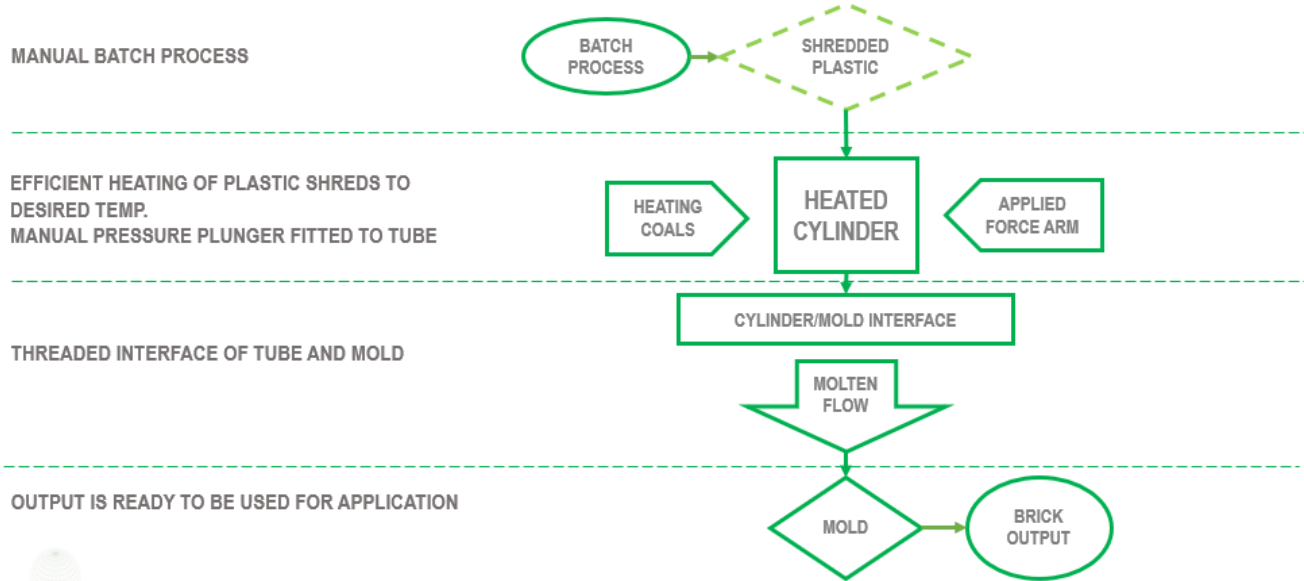 MANUAL BATCH PROCESS
BATCH
PROCESS
SHREDDED
PLASTIC
EFFICIENT HEATING OF PLASTIC SHREDS TO
DESIRED TEMP.
MANUAL PRESSURE PLUNGER FITTED TO TUBE
HEATING
COALS
HEATED
CYLINDER
APPLIED
FORCE ARM
CYLINDER/MOLD INTERFACE
THREADED INTERFACE OF TUBE AND MOLD
MOLTEN
FLOW
OUTPUT IS READY TO BE USED FOR APPLICATION
MOLD
BRICK
OUTPUT